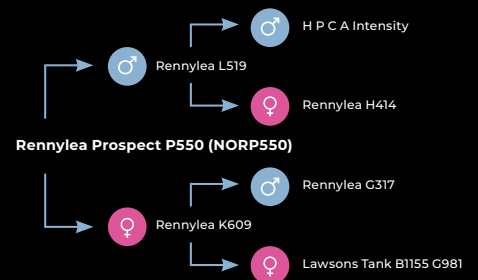 H P C A Intensity
Rennylea L519
Rennylea H414
Rennylea Prospect P550 (NORP550)
Rennylea G317
Rennylea K609
Lawsons Tank B1155 G981